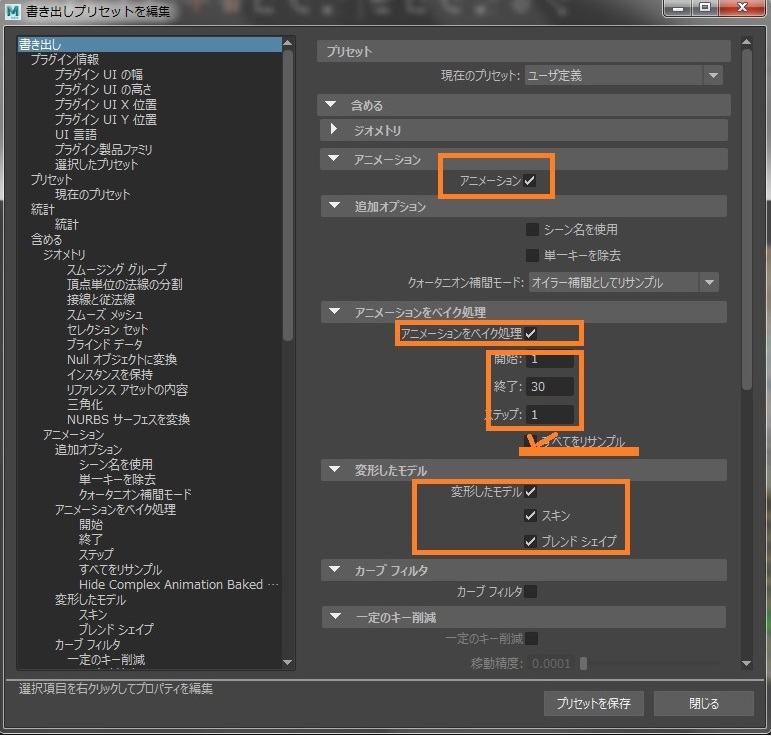 書き出しプリセットを編集
書き出し
プラグイン情報
プラグイン UI の幅
プラグイン UI の高さ
プラグイン UI X 位置
プラグイン UI Y 位置
UI 言語
プラグイン製品ファミリ
選択したプリセット
プリセット
現在のプリセット
統計
統計
含める
ジオメトリ
スムージング グループ
頂点単位の法線の分割
接線と従法線
スムーズ メッシュ
セレクション セット
ブラインド データ
Null オブジェクトに変換
インスタンスを保持
リファレンス アセットの内容
三角化
NURBS サーフェスを変換
アニメーション
追加オプション
シーン名を使用
単一キーを除去
クォータニオン補間モード
アニメーションをベイク処理
開始
終了
ステップ
すべてをリサンプル
Hide Complex Animation Baked …
変形したモデル
スキン
ブレンド シェイプ
カーブ フィルタ
一定のキー削減
プリセット
現在のプリセット: ユーザ定義
含める
ジオメトリ
アニメーション
アニメーション
追加オプション
シーン名を使用
単一キーを除去
クォータニオン補間モード: オイラー補間としてリサンプル
アニメーションをベイク処理
アニメーションをベイク処理
開始: 1
終了: 30
ステップ: 1
すべてをリサンプル
変形したモデル
変形したモデル
スキン
ブレンド シェイプ
カーブ フィルタ
カーブ フィルタ
一定のキー削減
一定のキー削減
移動精度: 0.0001
選択項目を右クリックしてプロパティを編集
プリセットを保存
閉じる